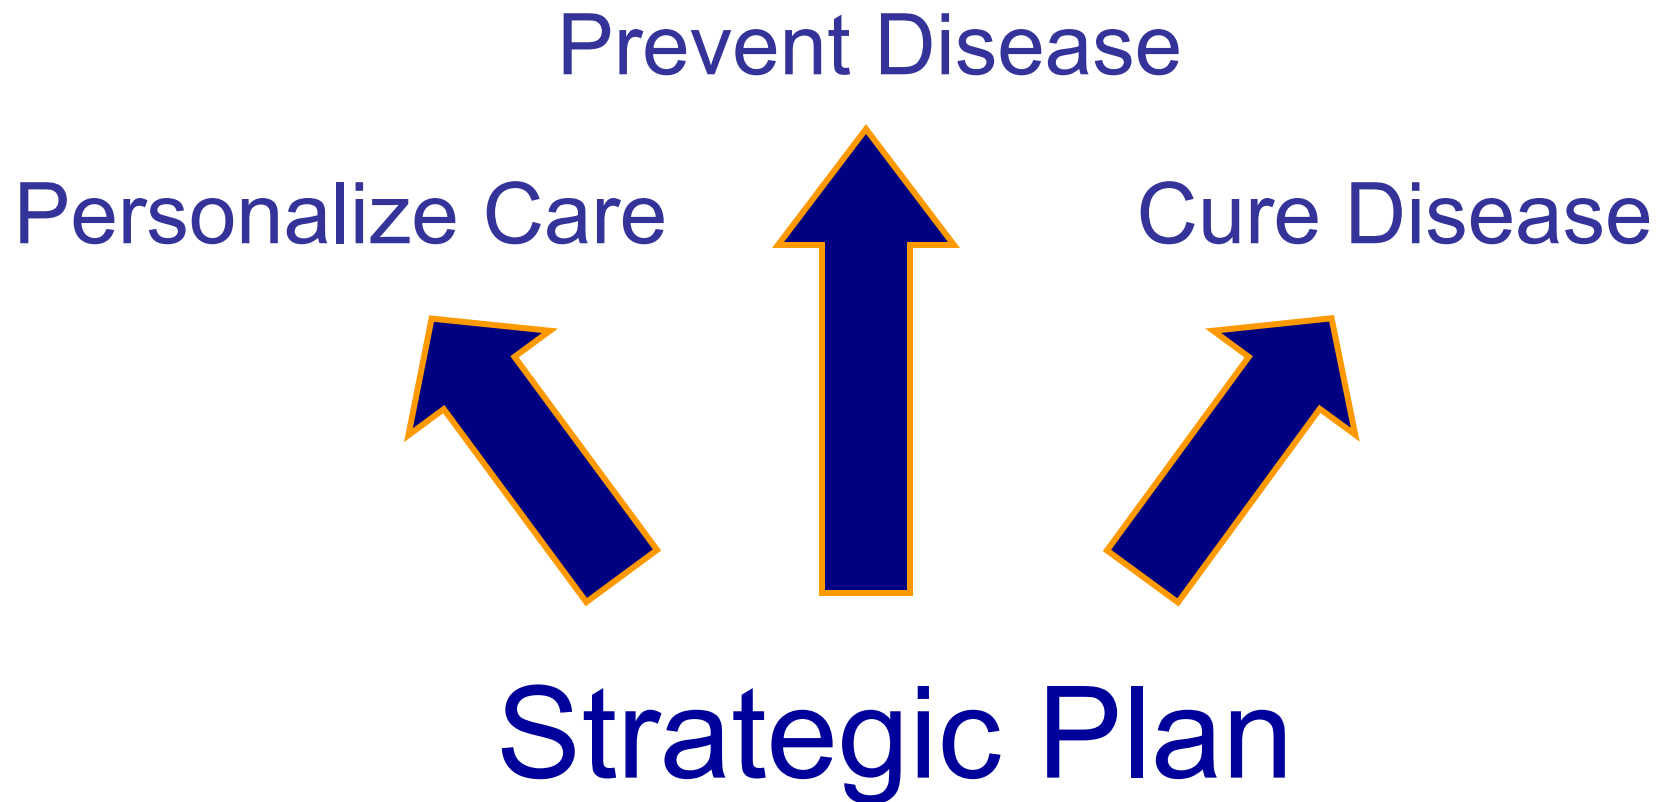 Prevent Disease
Personalize Care
Cure Disease
Strategic Plan